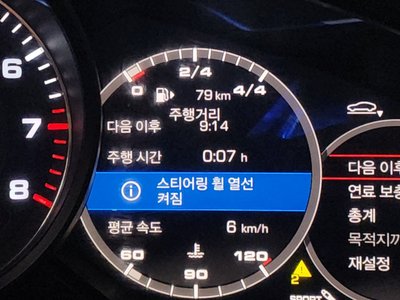 6
7
8
2/4
0
79 km
4/4
주행거리
다음 이후 9:14
주행 시간 0:07 h
스티어링 휠 열선
켜짐
평균 속도 6 km/h
60
90
120
다음 이후
연료 보충
총계
목적지까
재설정
2
SPORT